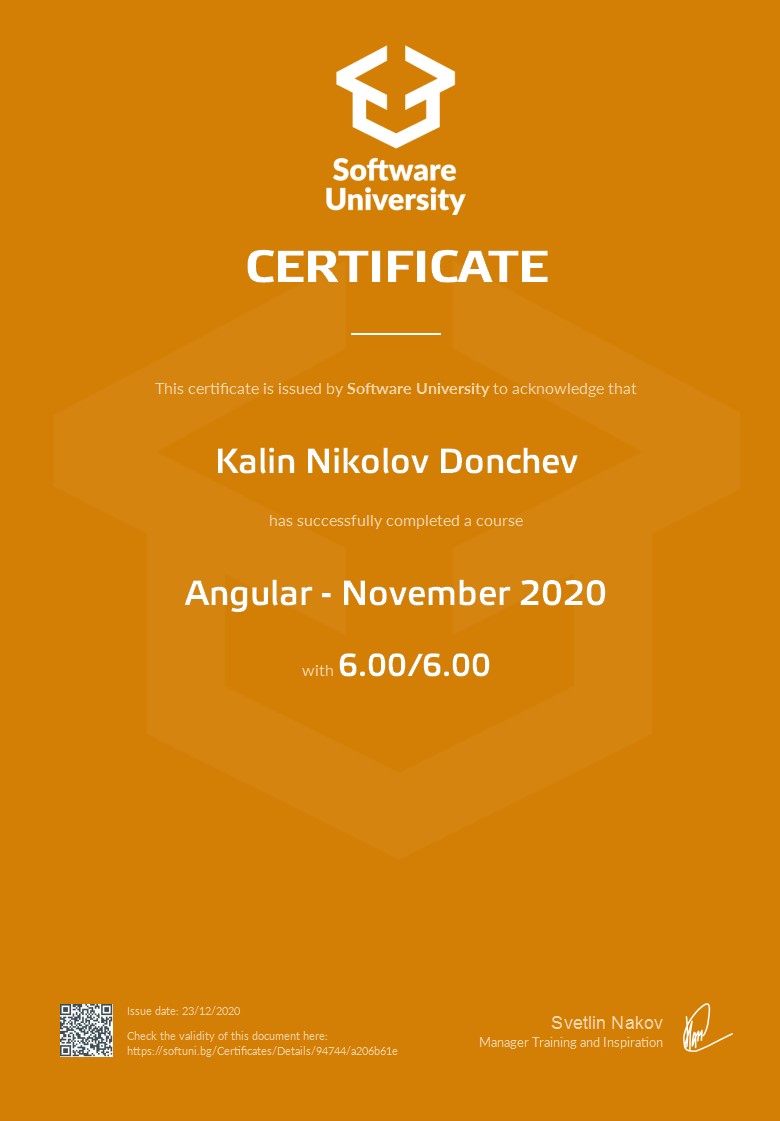 Software
University
CERTIFICATE
This certificate is issued by Software University to acknowledge that
Kalin Nikolov Donchev
has successfully completed a course
Angular - November 2020
with 6.00/6.00
Issue date: 23/12/2020
Check the validity of this document here:
https://softuni.bg/Certificates/Details/94744/a206b61e
Svetlin Nakov
Manager Training and Inspiration